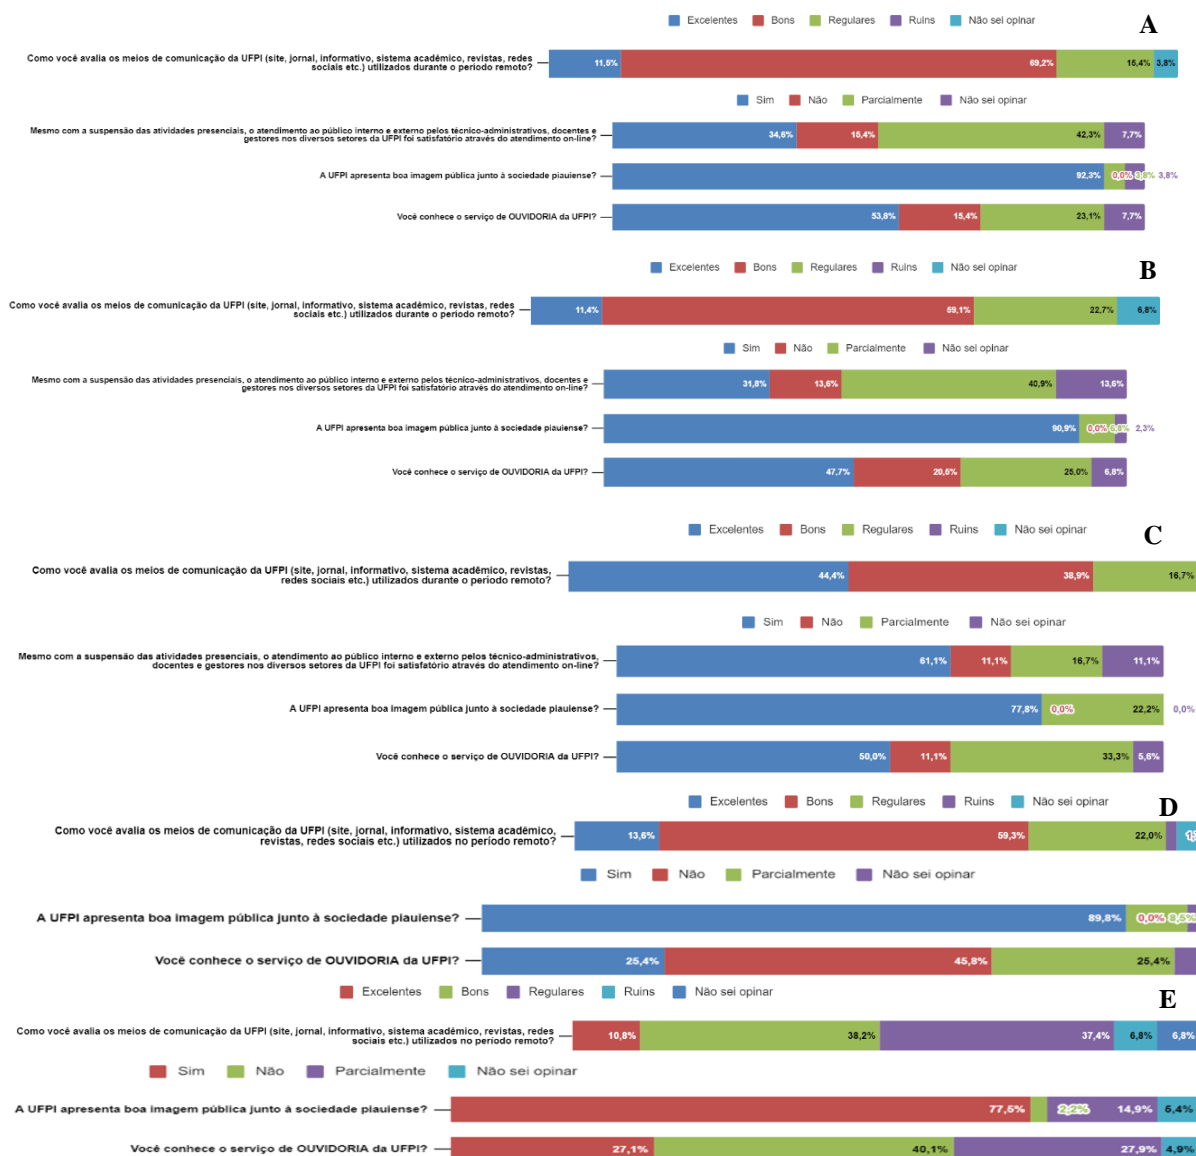 Excelentes Bons Regulares Ruins Não sei opinar
A
Como você avalia os meios de comunicação da UFPI (site, jornal, informativo, sistema acadêmico, revistas, redes
sociais etc.) utilizados durante o período remoto?
11,5% 69,2% 15,4% 3,8%
Sim Não Parcialmente Não sei opinar
Mesmo com a suspensão das atividades presenciais, o atendimento ao público interno e externo pelos técnico-administrativos, docentes e
gestores nos diversos setores da UFPI foi satisfatório através do atendimento on-line?
34,6% 15,4% 42,3% 7,7%
A UFPI apresenta boa imagem pública junto à sociedade piauiense?
92,3% 0,0% 3,8% 3,8%
Você conhece o serviço de OUVIDORIA da UFPI?
53,8% 15,4% 23,1% 7,7%
Excelentes Bons Regulares Ruins Não sei opinar
B
Como você avalia os meios de comunicação da UFPI (site, jornal, informativo, sistema acadêmico, revistas, redes
sociais etc.) utilizados durante o período remoto?
11,4% 59,1% 22,7% 6,8%
Sim Não Parcialmente Não sei opinar
Mesmo com a suspensão das atividades presenciais, o atendimento ao público interno e externo pelos técnico-administrativos, docentes e
gestores nos diversos setores da UFPI foi satisfatório através do atendimento on-line?
31,8% 13,6% 40,9% 13,6%
A UFPI apresenta boa imagem pública junto à sociedade piauiense?
90,9% 0,0% 6,8% 2,3%
Você conhece o serviço de OUVIDORIA da UFPI?
47,7% 20,5% 25,0% 6,8%
Excelentes Bons Regulares Ruins Não sei opinar
C
Como você avalia os meios de comunicação da UFPI (site, jornal, informativo, sistema acadêmico, revistas,
redes sociais etc.) utilizados durante o período remoto?
44,4% 38,9% 16,7%
Sim Não Parcialmente Não sei opinar
Mesmo com a suspensão das atividades presenciais, o atendimento ao público interno e externo pelos técnico-administrativos,
docentes e gestores nos diversos setores da UFPI foi satisfatório através do atendimento on-line?
61,1% 11,1% 16,7% 11,1%
A UFPI apresenta boa imagem pública junto à sociedade piauiense?
77,8% 0,0% 22,2% 0,0%
Você conhece o serviço de OUVIDORIA da UFPI?
50,0% 11,1% 33,3% 5,6%
Excelentes Bons Regulares Ruins Não sei opinar
D
Como você avalia os meios de comunicação da UFPI (site, jornal, informativo, sistema acadêmico,
revistas, redes sociais etc.) utilizados no período remoto?
13,6% 59,3% 22,0%
Sim Não Parcialmente Não sei opinar
A UFPI apresenta boa imagem pública junto à sociedade piauiense?
89,8% 0,0% 8,5%
Você conhece o serviço de OUVIDORIA da UFPI?
25,4% 45,8% 25,4%
Excelentes Bons Regulares Ruins Não sei opinar
E
Como você avalia os meios de comunicação da UFPI (site, jornal, informativo, sistema acadêmico, revistas, redes
sociais etc.) utilizados no período remoto?
10,8% 38,2% 37,4% 6,8% 6,8%
Sim Não Parcialmente Não sei opinar
A UFPI apresenta boa imagem pública junto à sociedade piauiense?
77,5% 2,2% 14,9% 5,4%
Você conhece o serviço de OUVIDORIA da UFPI?
27,1% 40,1% 27,9% 4,9%